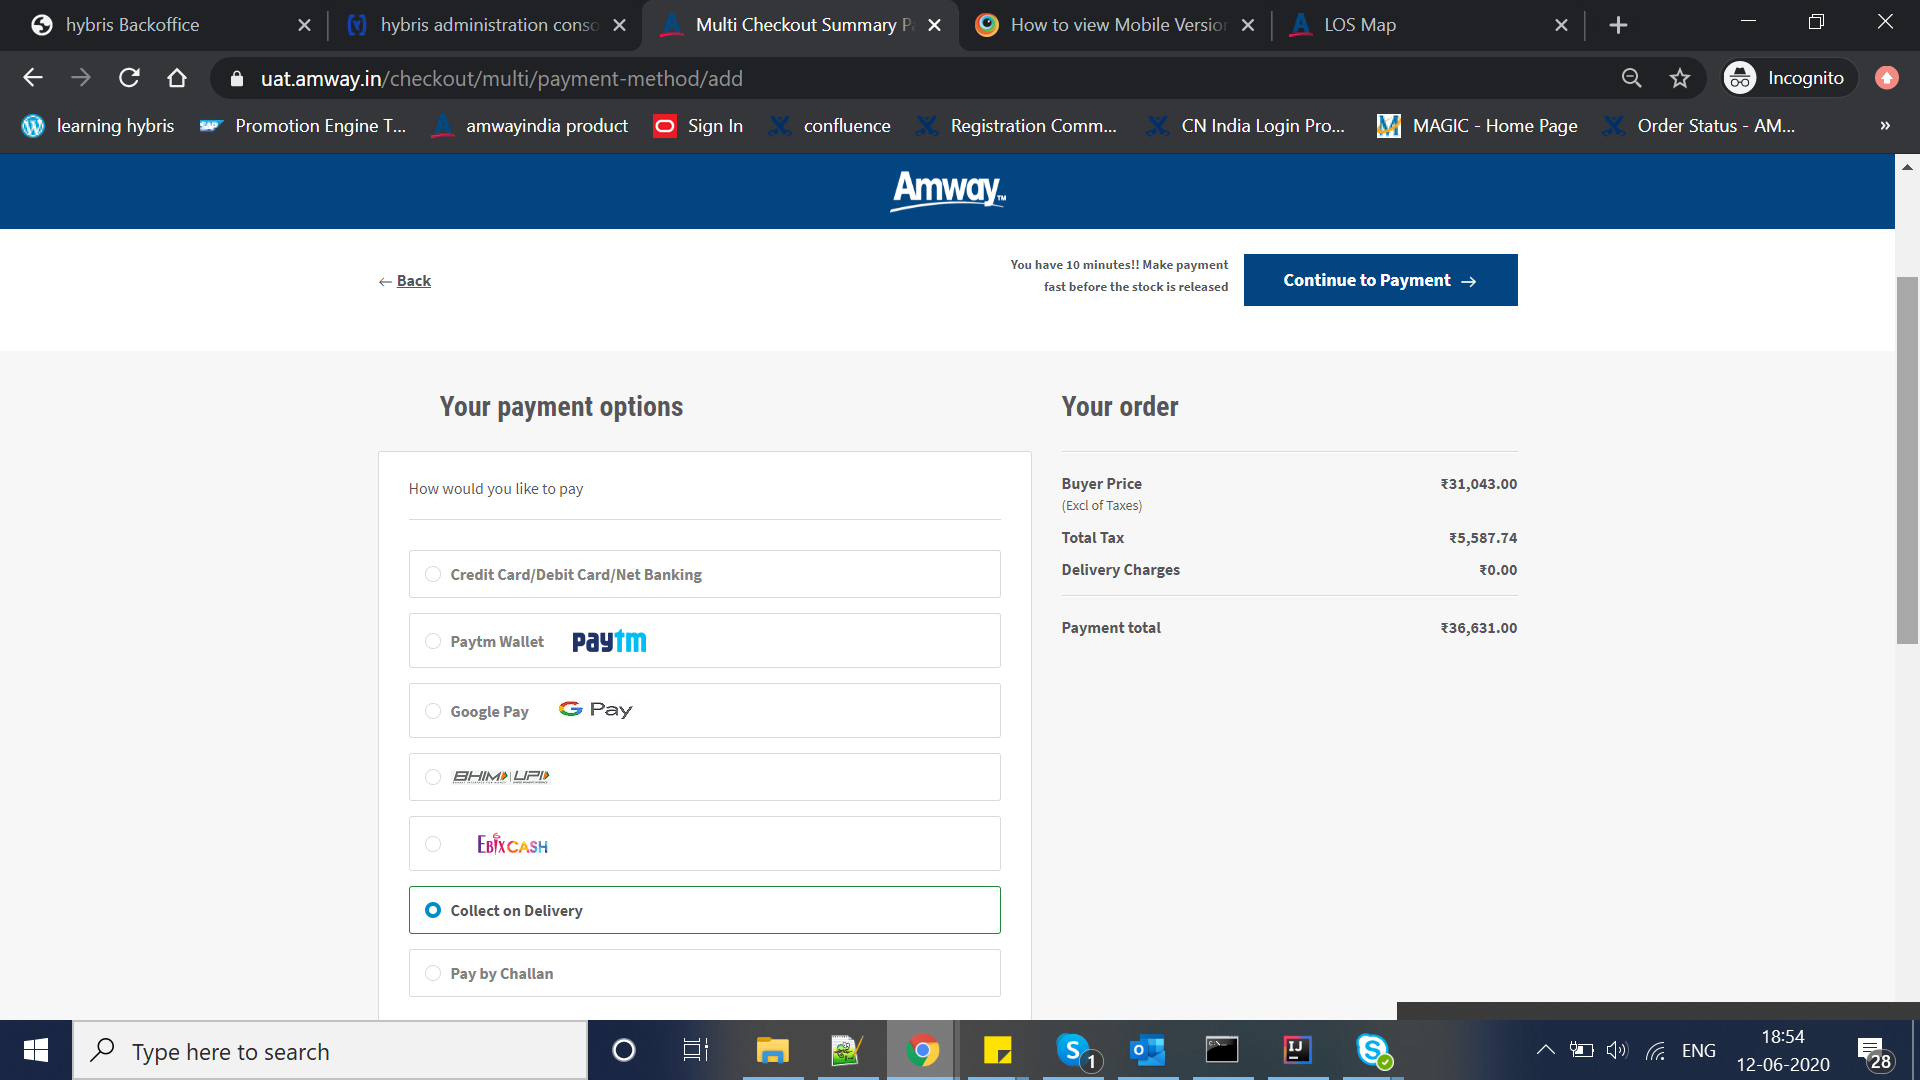 hybris Backoffice
hybris administration conso
Multi Checkout Summary P
How to view Mobile Version
LOS Map
uat.amway.in/checkout/multi/payment-method/add
Incognito
learning hybris
Promotion Engine T...
amwayindia product
Sign In
confluence
Registration Comm...
CN India Login Pro...
MAGIC - Home Page
Order Status - AM...
»
Amway™
← Back
You have 10 minutes!! Make payment
fast before the stock is released
Continue to Payment →
Your payment options
How would you like to pay
Credit Card/Debit Card/Net Banking
Paytm Wallet paytm
Google Pay G Pay
BHIM UPI
EBIXCASH
Collect on Delivery
Pay by Challan
Your order
Buyer Price ₹31,043.00
(Excl of Taxes)
Total Tax ₹5,587.74
Delivery Charges ₹0.00
Payment total ₹36,631.00
Type here to search
1
ENG
18:54
12-06-2020
28